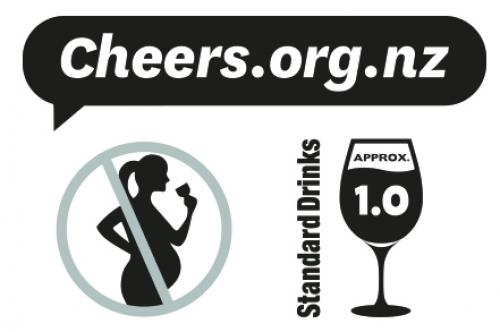 Cheers.org.nz
Standard Drinks
APPROX.
1.0